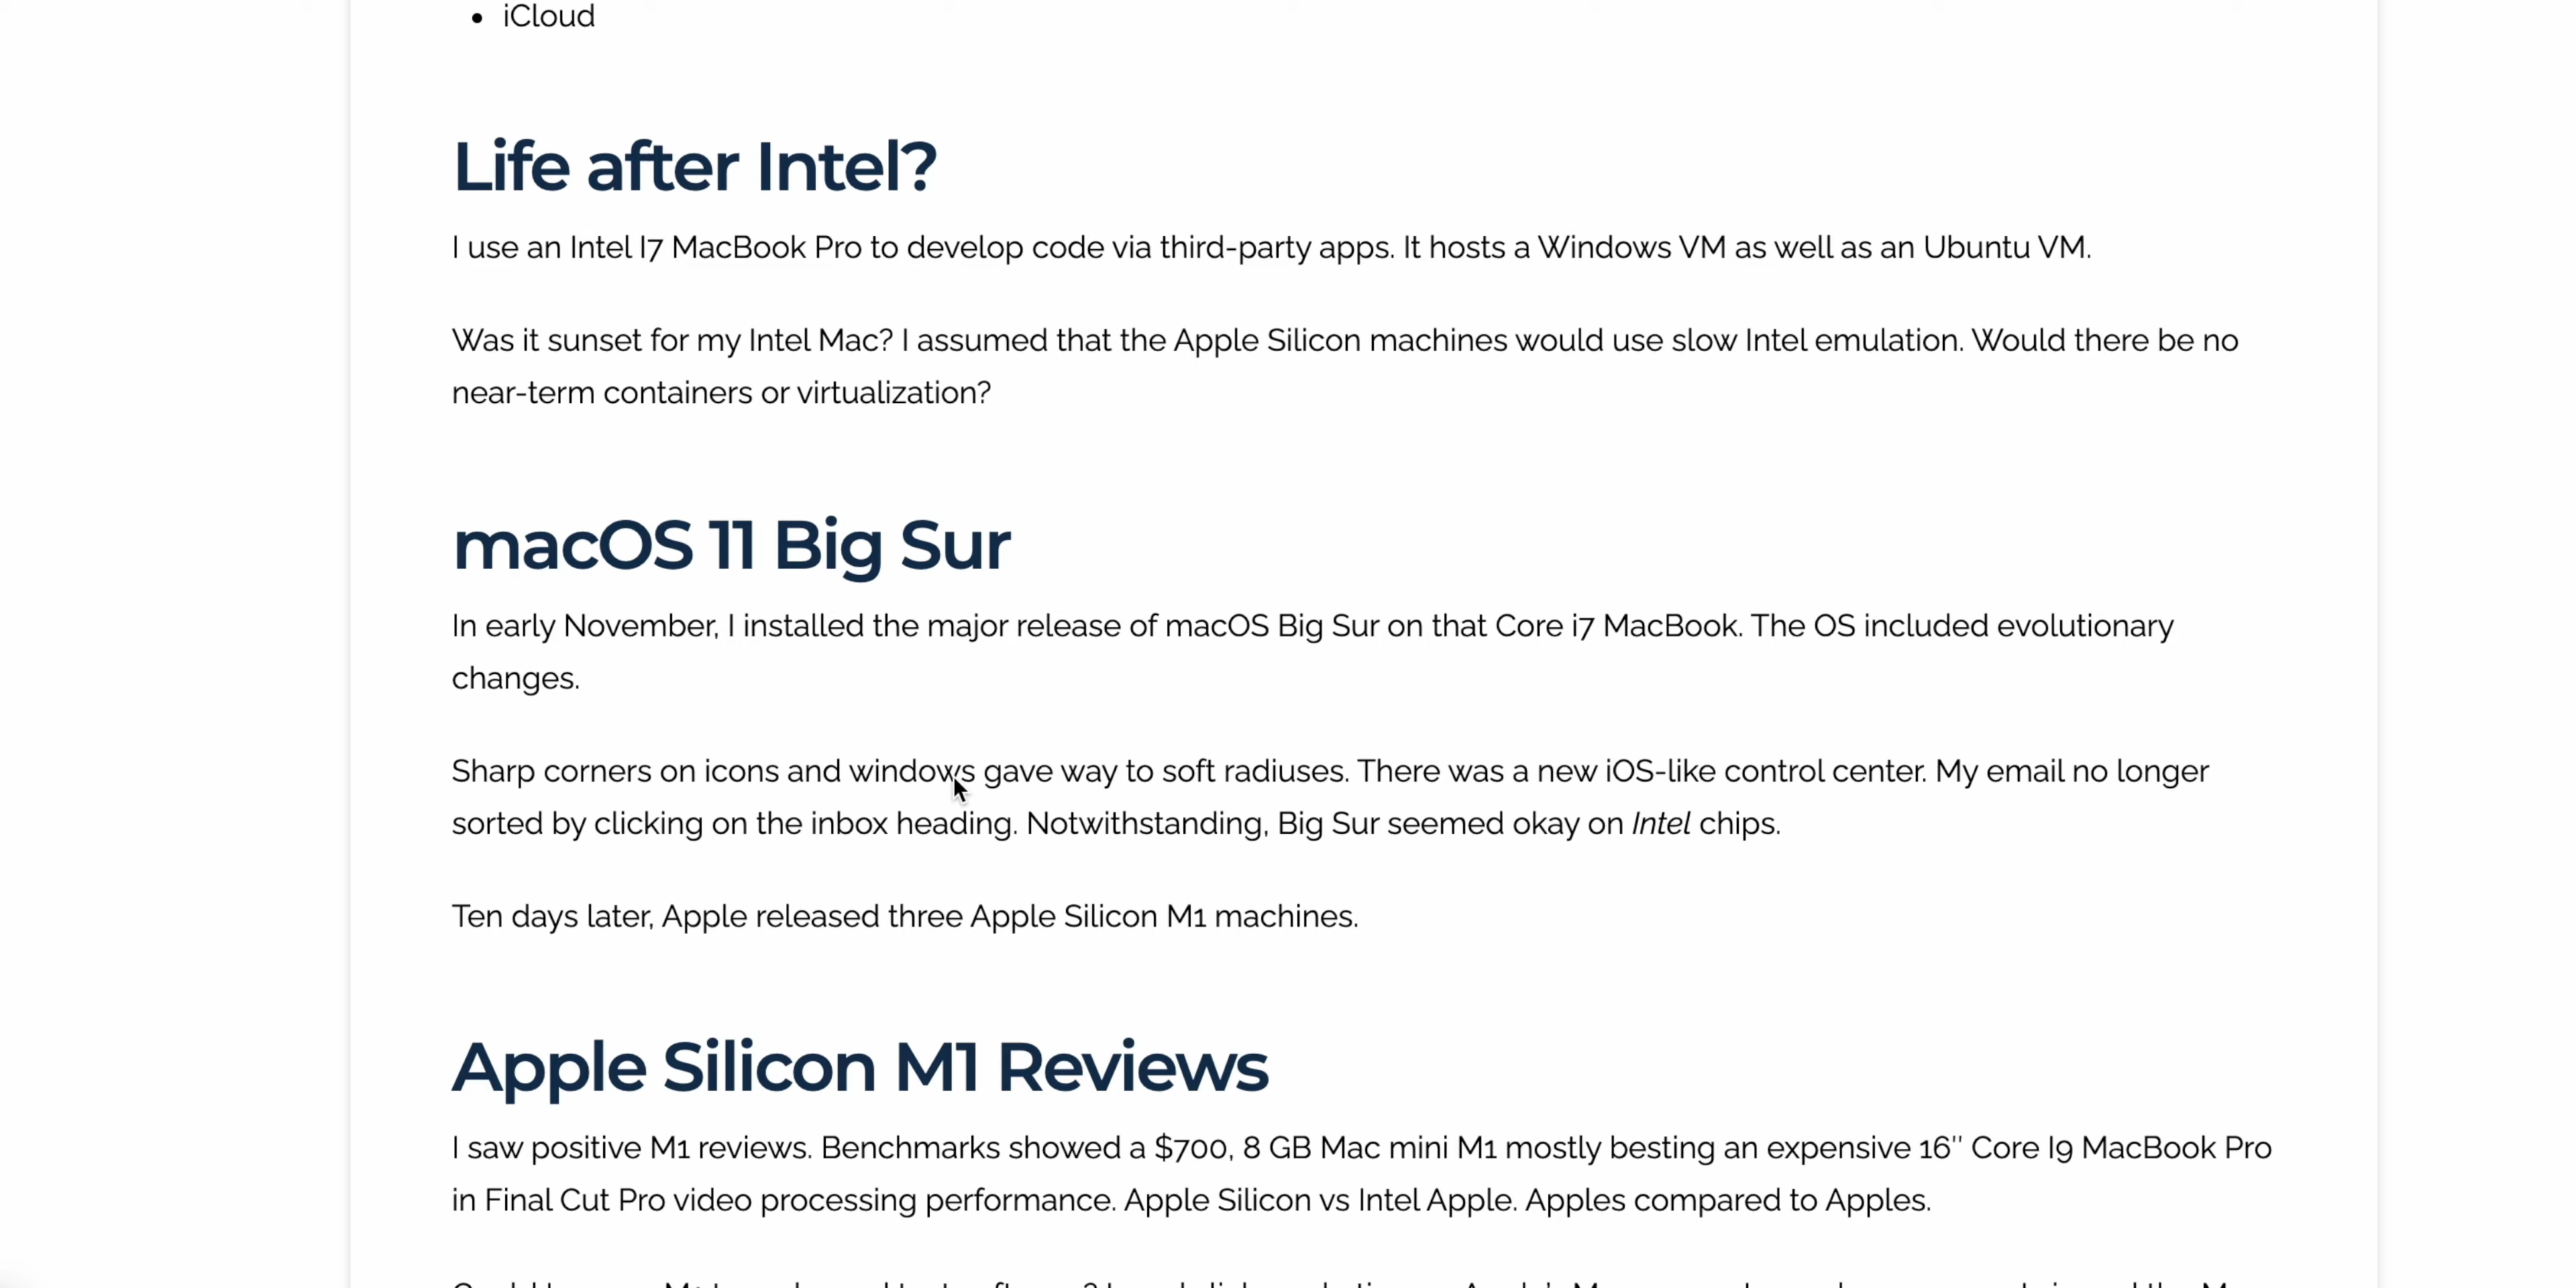 iCloud
Life after Intel?
I use an Intel I7 MacBook Pro to develop code via third-party apps. It hosts a Windows VM as well as an Ubuntu VM.
Was it sunset for my Intel Mac? I assumed that the Apple Silicon machines would use slow Intel emulation. Would there be no
near-term containers or virtualization?
macOS 11 Big Sur
In early November, I installed the major release of macOS Big Sur on that Core i7 MacBook. The OS included evolutionary
changes.
Sharp corners on icons and windows gave way to soft radiuses. There was a new iOS-like control center. My email no longer
sorted by clicking on the inbox heading. Notwithstanding, Big Sur seemed okay on Intel chips.
Ten days later, Apple released three Apple Silicon M1 machines.
Apple Silicon M1 Reviews
I saw positive M1 reviews. Benchmarks showed a $700, 8 GB Mac mini M1 mostly besting an expensive 16″ Core I9 MacBook Pro
in Final Cut Pro video processing performance. Apple Silicon vs Intel Apple. Apples compared to Apples.